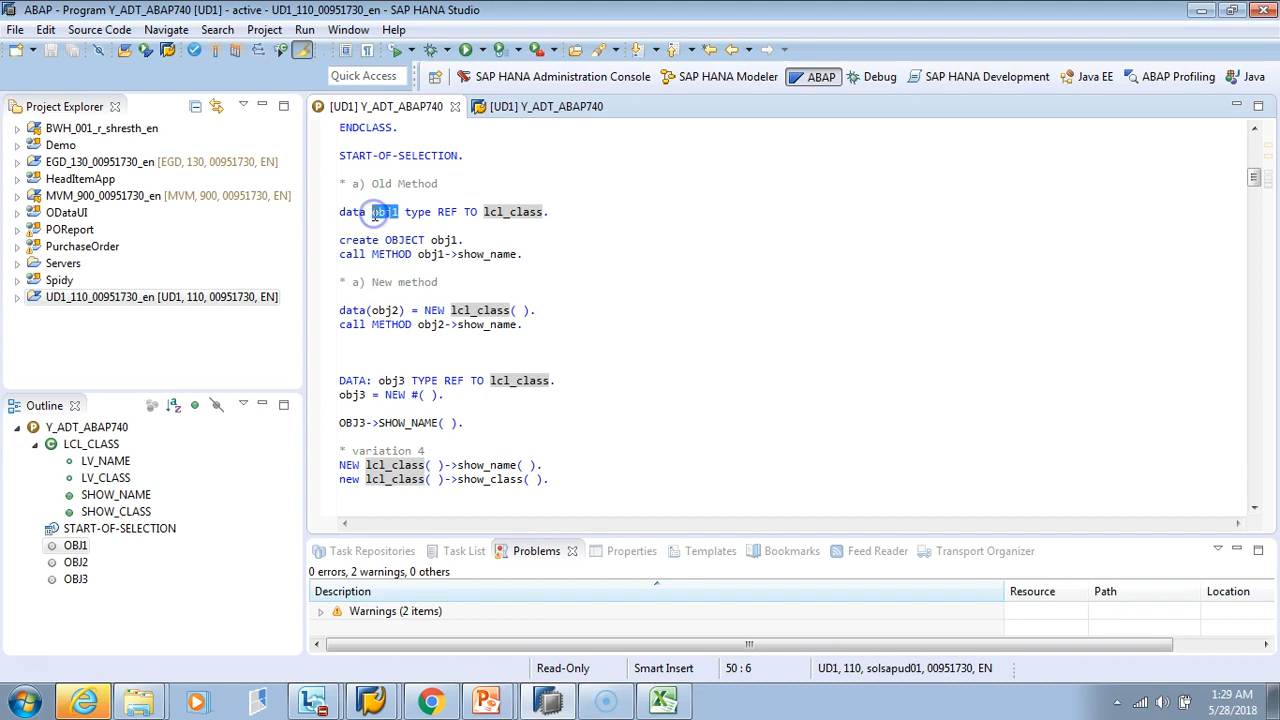 ABAP - Program Y_ADT_ABAP740 [UD1] - active - UD1_110_00951730_en - SAP HANA Studio
File Edit Source Code Navigate Search Project Run Window Help
Quick Access SAP HANA Administration Console SAP HANA Modeler ABAP Debug SAP HANA Development Java EE ABAP Profiling Java
Project Explorer
BWH_001_r_shresth_en
Demo
EGD_130_00951730_en [EGD, 130, 00951730, EN]
HeadItemApp
MVM_900_00951730_en [MVM, 900, 00951730, EN]
ODataUI
POReport
PurchaseOrder
Servers
Spidy
UD1_110_00951730_en [UD1, 110, 00951730, EN]
Outline
Y_ADT_ABAP740
LCL_CLASS
LV_NAME
LV_CLASS
SHOW_NAME
SHOW_CLASS
START-OF-SELECTION
OBJ1
OBJ2
OBJ3
[UD1] Y_ADT_ABAP740 [UD1] Y_ADT_ABAP740
ENDCLASS.
START-OF-SELECTION.
* a) Old Method
data obj1 type REF TO lcl_class.
create OBJECT obj1.
call METHOD obj1->show_name.
* a) New method
data(obj2) = NEW lcl_class( ).
call METHOD obj2->show_name.
DATA: obj3 TYPE REF TO lcl_class.
obj3 = NEW #( ).
OBJ3->SHOW_NAME( ).
* variation 4
NEW lcl_class( )->show_name( ).
new lcl_class( )->show_class( ).
Task Repositories Task List Problems Properties Templates Bookmarks Feed Reader Transport Organizer
0 errors, 2 warnings, 0 others
Description Resource Path Location
Warnings (2 items)
Read-Only Smart Insert 50 : 6 UD1, 110, solsapud01, 00951730, EN
1:29 AM
5/28/2018